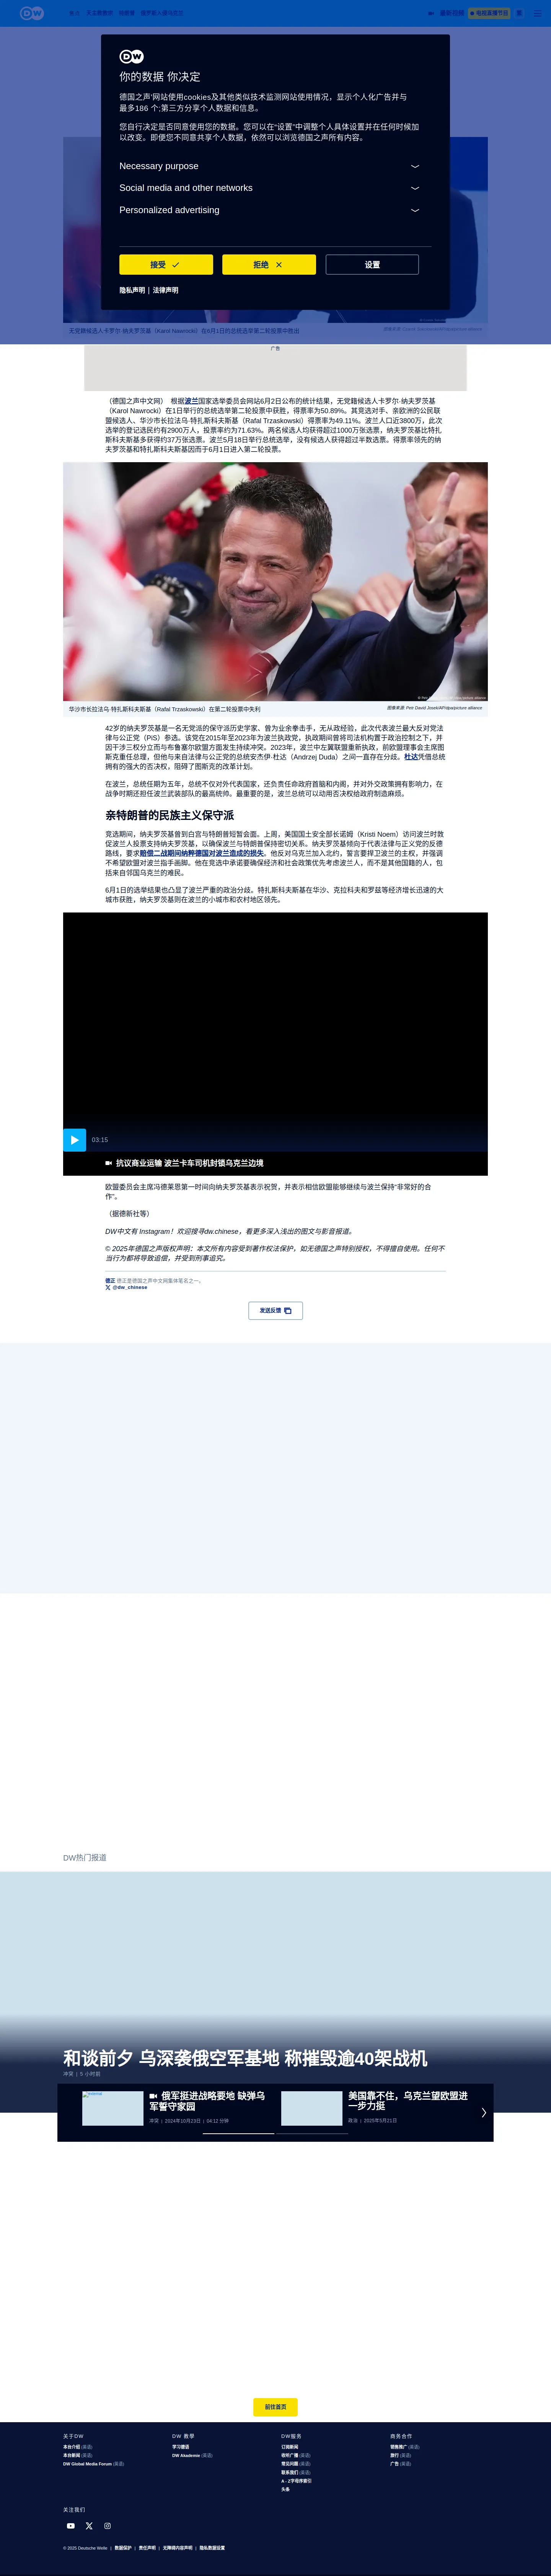 DW
最新视频
电视直播节目
DW
你的数据 你决定
德国之声'网站使用cookies及其他类似技术监测网站使用情况，显示个人化广告并与
最多186 个;第三方分享个人数据和信息。
您自行决定是否同意使用您的数据。您可以在“设置”中调整个人具体设置并在任何时候加
以改变。即便您不同意共享个人数据，依然可以浏览德国之声所有内容。
Necessary purpose
Social media and other networks
Personalized advertising
接受
拒绝
设置
隐私声明 | 法律声明
无党籍候选人卡罗尔·纳夫罗茨基（Karol Nawrocki）在6月1日的总统选举第二轮投票中胜出
广告
（德国之声中文网） 根据波兰国家选举委员会网站6月2日公布的统计结果，无党籍候选人卡罗尔·纳夫罗茨基
（Karol Nawrocki）在1日举行的总统选举第二轮投票中获胜，得票率为50.89%。其竞选对手、亲欧洲的公民联
盟候选人、华沙市长拉法乌·特扎斯科夫斯基（Rafal Trzaskowski）得票率为49.11%。波兰人口近3800万，此次
选举的登记选民约有2900万人，投票率约为71.63%。两名候选人均获得超过1000万张选票，纳夫罗茨基比特扎
斯科夫斯基多获得约37万张选票。波兰5月18日举行总统选举，没有候选人获得超过半数选票。得票率领先的纳
夫罗茨基和特扎斯科夫斯基因而于6月1日进入第二轮投票。
华沙市长拉法乌·特扎斯科夫斯基（Rafal Trzaskowski）在第二轮投票中失利
图像来源: Petr David Josek/AP/dpa/picture alliance
42岁的纳夫罗茨基是一名无党派的保守派历史学家、曾为业余拳击手，无从政经验，此次代表波兰最大反对党法
律与公正党（PiS）参选。该党在2015年至2023年为波兰执政党，执政期间曾将司法机构置于政治控制之下，并
因干涉三权分立而与布鲁塞尔欧盟方面发生持续冲突。2023年，波兰中左翼联盟重新执政，前欧盟理事会主席图
斯克重任总理，但他与来自法律与公正党的总统安杰伊·杜达（Andrzej Duda）之间一直存在分歧。杜达凭借总统
拥有的强大的否决权，阻碍了图斯克的改革计划。
在波兰，总统任期为五年，总统不仅对外代表国家，还负责任命政府首脑和内阁，并对外交政策拥有影响力，在
战争时期还担任波兰武装部队的最高统帅。最重要的是，波兰总统可以动用否决权给政府制造麻烦。
亲特朗普的民族主义保守派
竞选期间，纳夫罗茨基曾到白宫与特朗普短暂会面。上周，美国国土安全部长诺姆（Kristi Noem）访问波兰时敦
促波兰人投票支持纳夫罗茨基，以确保波兰与特朗普保持密切关系。纳夫罗茨基倾向于代表法律与正义党的反德
路线，要求赔偿二战期间纳粹德国对波兰造成的损失。他反对乌克兰加入北约，誓言要捍卫波兰的主权，并强调
不希望欧盟对波兰指手画脚。他在竞选中承诺要确保经济和社会政策优先考虑波兰人，而不是其他国籍的人，包
括来自邻国乌克兰的难民。
6月1日的选举结果也凸显了波兰严重的政治分歧。特扎斯科夫斯基在华沙、克拉科夫和罗兹等经济增长迅速的大
城市获胜，纳夫罗茨基则在波兰的小城市和农村地区领先。
03:15
抗议商业运输 波兰卡车司机封锁乌克兰边境
欧盟委员会主席冯德莱恩第一时间向纳夫罗茨基表示祝贺，并表示相信欧盟能够继续与波兰保持“非常好的合
作”。
（据德新社等）
DW中文有 Instagram！欢迎搜寻dw.chinese，看更多深入浅出的图文与影音报道。
© 2025年德国之声版权声明：本文所有内容受到著作权法保护，如无德国之声特别授权，不得擅自使用。任何不
当行为都将导致追偿，并受到刑事追究。
德正 德正是德国之声中文网集体笔名之一。
@dw_chinese
发送反馈
DW热门报道
和谈前夕 乌深袭俄空军基地 称摧毁逾40架战机
冲突 | 5 小时前
俄军挺进战略要地 缺弹乌
军誓守家园
冲突 | 2024年10月23日 | 04:12 分钟
美国靠不住，乌克兰望欧盟进
一步力挺
政治 | 2025年5月21日
前往首页
关于DW
本台介绍 (英语)
本台新闻 (英语)
DW Global Media Forum (英语)
DW 教學
学习德语
DW Akademie (英语)
DW服务
订阅新闻
收听广播 (英语)
常见问题 (英语)
联系我们 (英语)
A - Z字母序索引
头条
商务合作
销售推广 (英语)
旅行 (英语)
广告 (英语)
关注我们
© 2025 Deutsche Welle | 数据保护 | 责任声明 | 无障碍内容声明 | 隐私数据设置